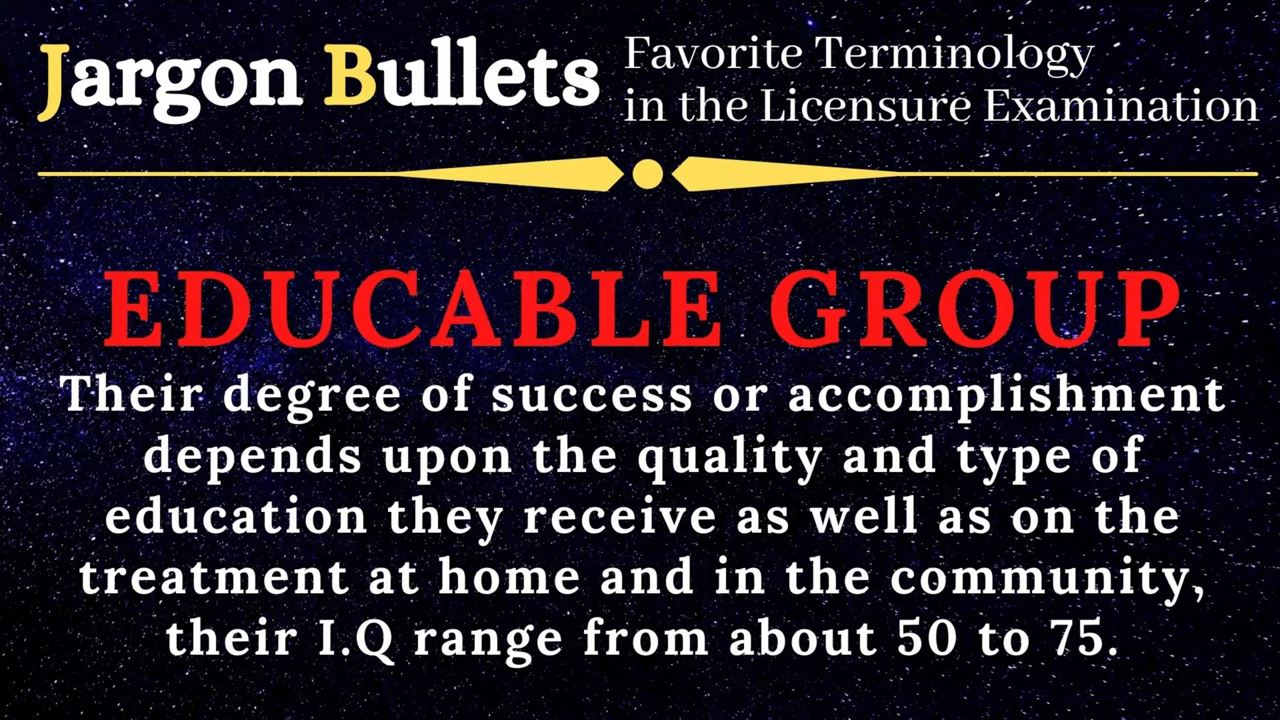 Jargon Bullets
Favorite Terminology
in the Licensure Examination
EDUCABLE GROUP
Their degree of success or accomplishment
depends upon the quality and type of
education they receive as well as on the
treatment at home and in the community,
their I.Q range from about 50 to 75.